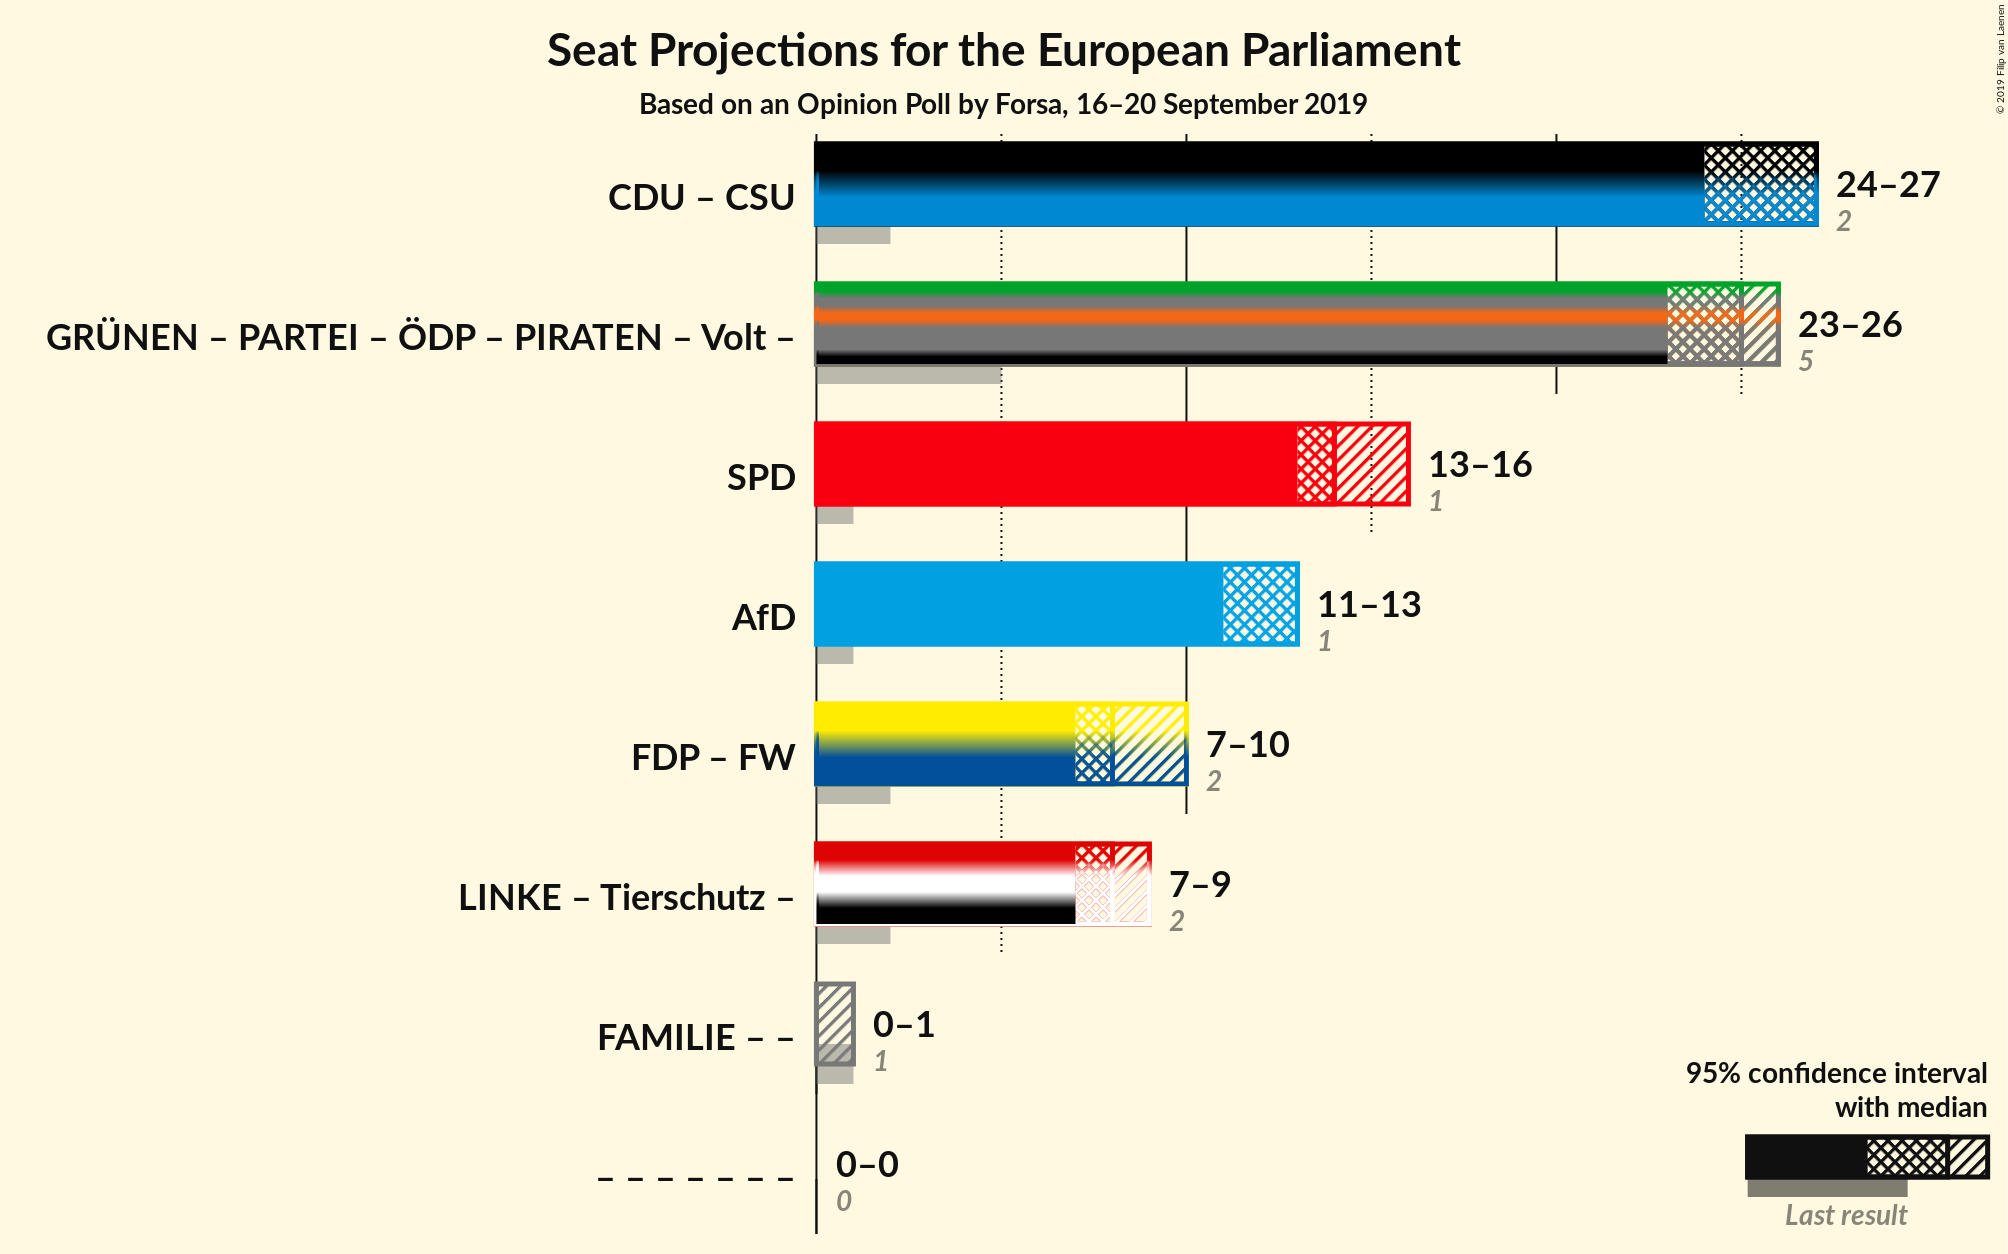 Seat Projections for the European Parliament
Based on an Opinion Poll by Forsa, 16–20 September 2019
© 2019 Filip van Laenen
CDU – CSU
24–27
2
GRÜNEN – PARTEI – ÖDP – PIRATEN – Volt –
23–26
5
SPD
13–16
1
AfD
11–13
1
FDP – FW
7–10
2
LINKE – Tierschutz –
7–9
2
FAMILIE – –
0–1
1
– – – – – – –
0–0
0
95% confidence interval
with median
Last result